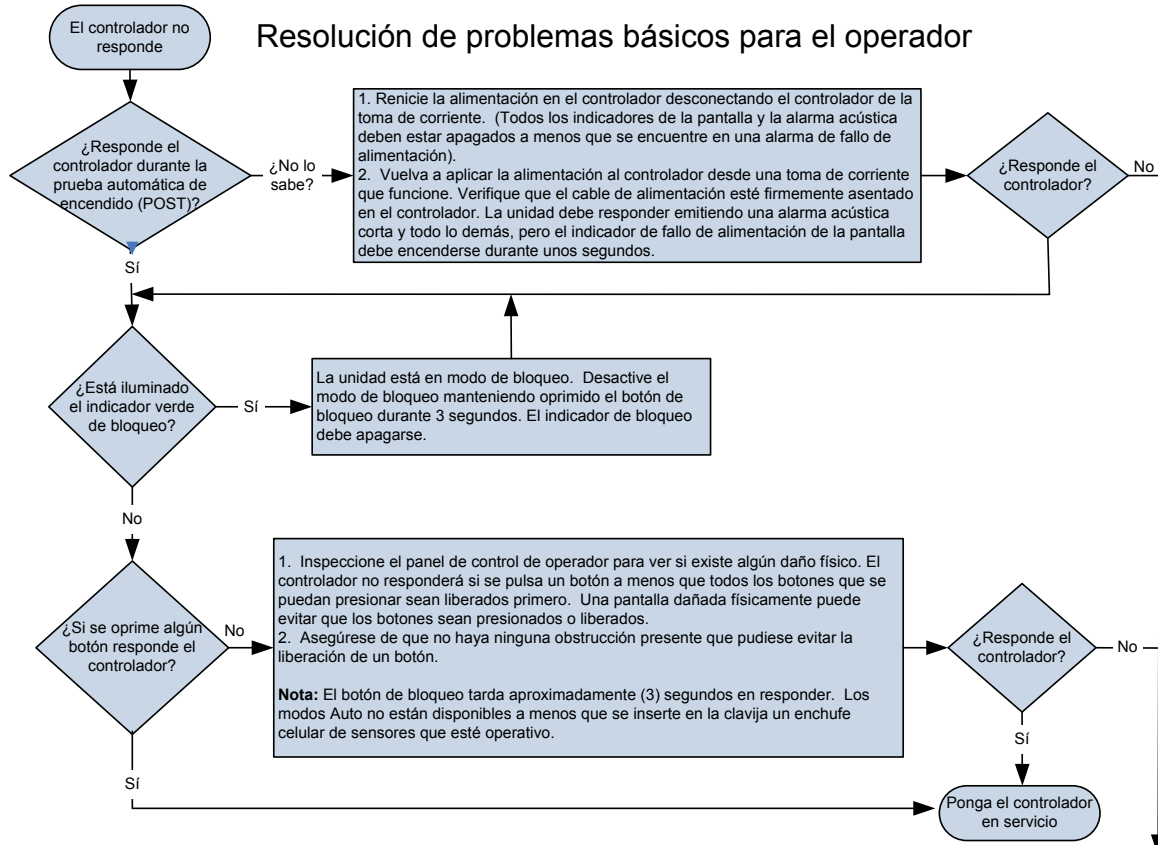 El controlador no
responde
Resolución de problemas básicos para el operador
¿Responde el
controlador durante la
prueba automática de
encendido (POST)?
¿No lo
sabe?
1. Renicie la alimentación en el controlador desconectando el controlador de la
toma de corriente. (Todos los indicadores de la pantalla y la alarma acústica
deben estar apagados a menos que se encuentre en una alarma de fallo de
alimentación).
2. Vuelva a aplicar la alimentación al controlador desde una toma de corriente
que funcione. Verifique que el cable de alimentación esté firmemente asentado
en el controlador. La unidad debe responder emitiendo una alarma acústica
corta y todo lo demás, pero el indicador de fallo de alimentación de la pantalla
debe encenderse durante unos segundos.
¿Responde el
controlador?
No
Sí
¿Está iluminado
el indicador verde
de bloqueo?
Sí
La unidad está en modo de bloqueo. Desactive el
modo de bloqueo manteniendo oprimido el botón de
bloqueo durante 3 segundos. El indicador de bloqueo
debe apagarse.
No
¿Si se oprime algún
botón responde el
controlador?
No
1. Inspeccione el panel de control de operador para ver si existe algún daño físico. El
controlador no responderá si se pulsa un botón a menos que todos los botones que se
puedan presionar sean liberados primero. Una pantalla dañada físicamente puede
evitar que los botones sean presionados o liberados.
2. Asegúrese de que no haya ninguna obstrucción presente que pudiese evitar la
liberación de un botón.
Nota: El botón de bloqueo tarda aproximadamente (3) segundos en responder. Los
modos Auto no están disponibles a menos que se inserte en la clavija un enchufe
celular de sensores que esté operativo.
¿Responde el
controlador?
No
Sí
Sí
Ponga el controlador
en servicio